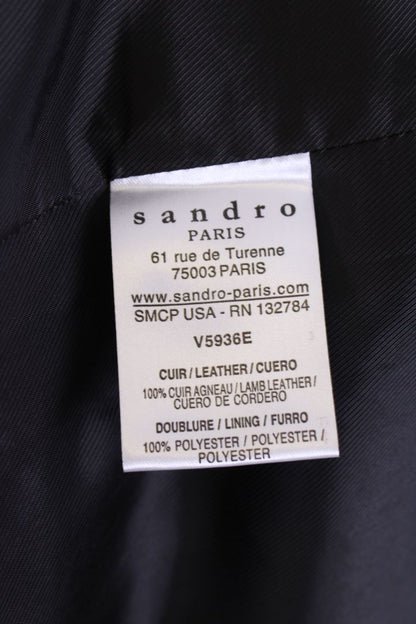 sandro
PARIS
61 rue de Turenne
75003 PARIS
www.sandro-paris.com
SMCP USA - RN 132784
V5936E
CUIR / LEATHER / CUERO
100% CUIR AGNEAU / LAMB LEATHER /
CUERO DE CORDERO
DOUBLURE / LINING / FURRO
100% POLYESTER / POLYESTER /
POLYESTER